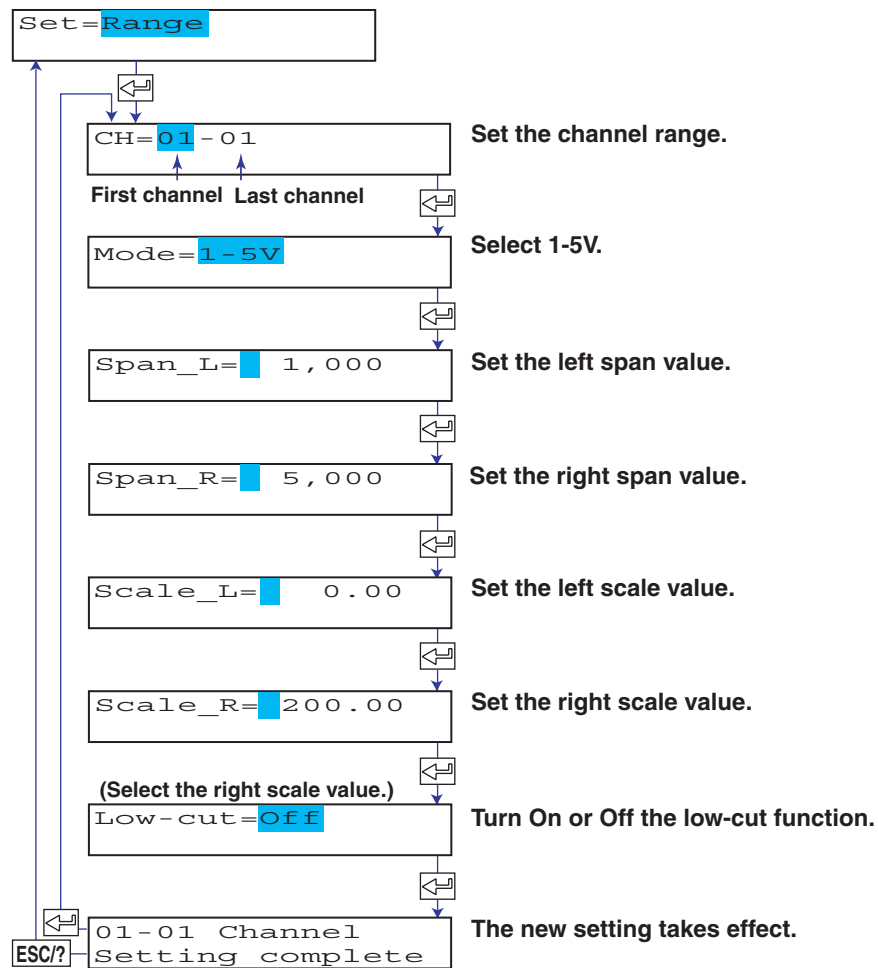 Set=Range
CH=01-01
Set the channel range.
First channel Last channel
Mode=1-5V
Select 1-5V.
Span_L= 1,000
Set the left span value.
Span_R= 5,000
Set the right span value.
Scale_L= 0.00
Set the left scale value.
Scale_R= 200.00
Set the right scale value.
(Select the right scale value.)
Low-cut=Off
Turn On or Off the low-cut function.
01-01 Channel
Setting complete
The new setting takes effect.
ESC/?